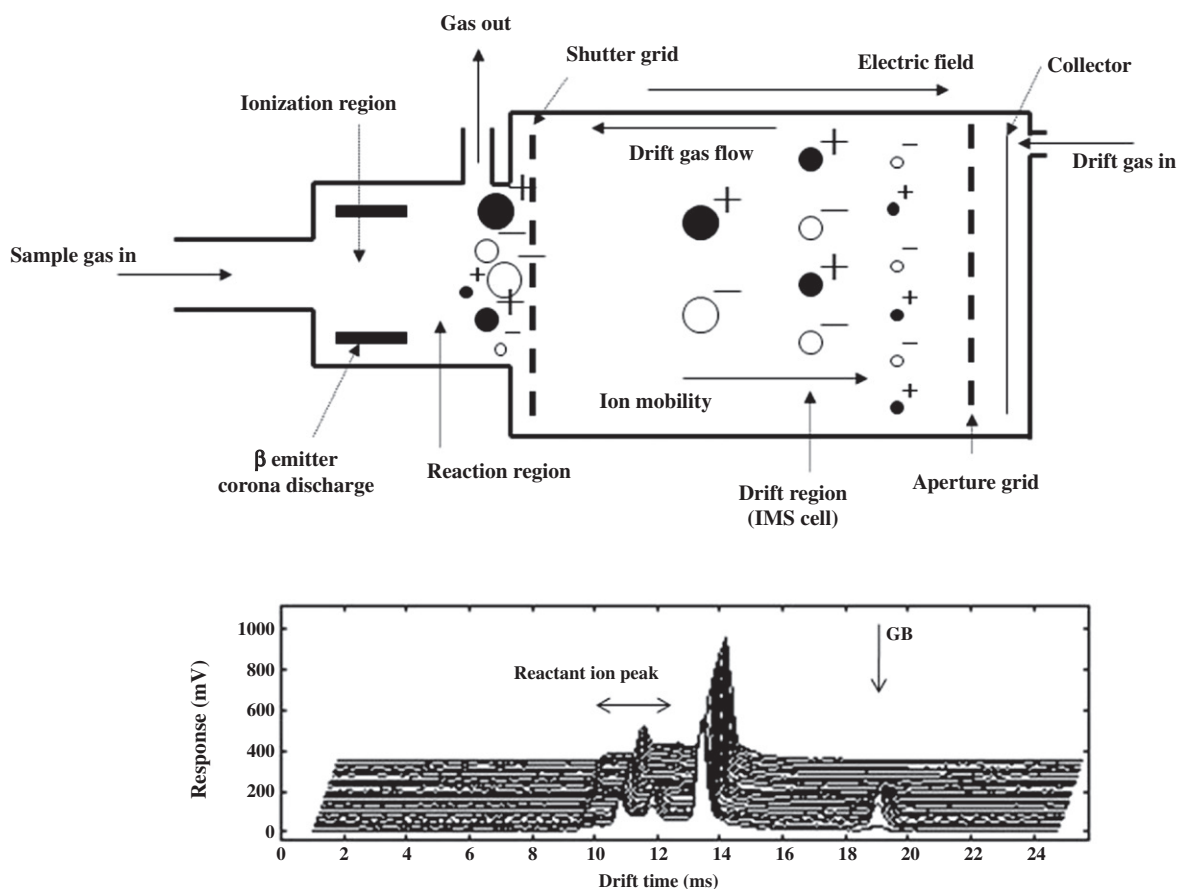 Gas out
Shutter grid
Electric field
Collector
Ionization region
Drift gas flow
Drift gas in
Sample gas in
Ion mobility
β emitter
corona discharge
Reaction region
Drift region
(IMS cell)
Aperture grid
1000
800
600
400
200
0
Response (mV)
Reactant ion peak
GB
0 2 4 6 8 10 12 14 16 18 20 22 24
Drift time (ms)